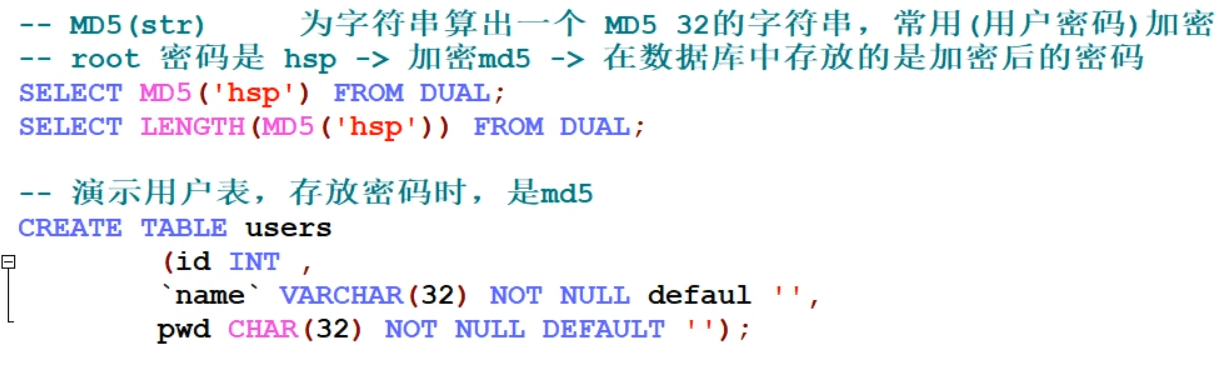 -- MD5(str) 为字符串算出一个 MD5 32的字符串，常用(用户密码)加密
-- root 密码是 hsp -> 加密md5 -> 在数据库中存放的是加密后的密码
SELECT MD5('hsp') FROM DUAL;
SELECT LENGTH(MD5('hsp')) FROM DUAL;
-- 演示用户表，存放密码时，是md5
CREATE TABLE users
(id INT ,
`name` VARCHAR(32) NOT NULL defaul '',
pwd CHAR(32) NOT NULL DEFAULT '');